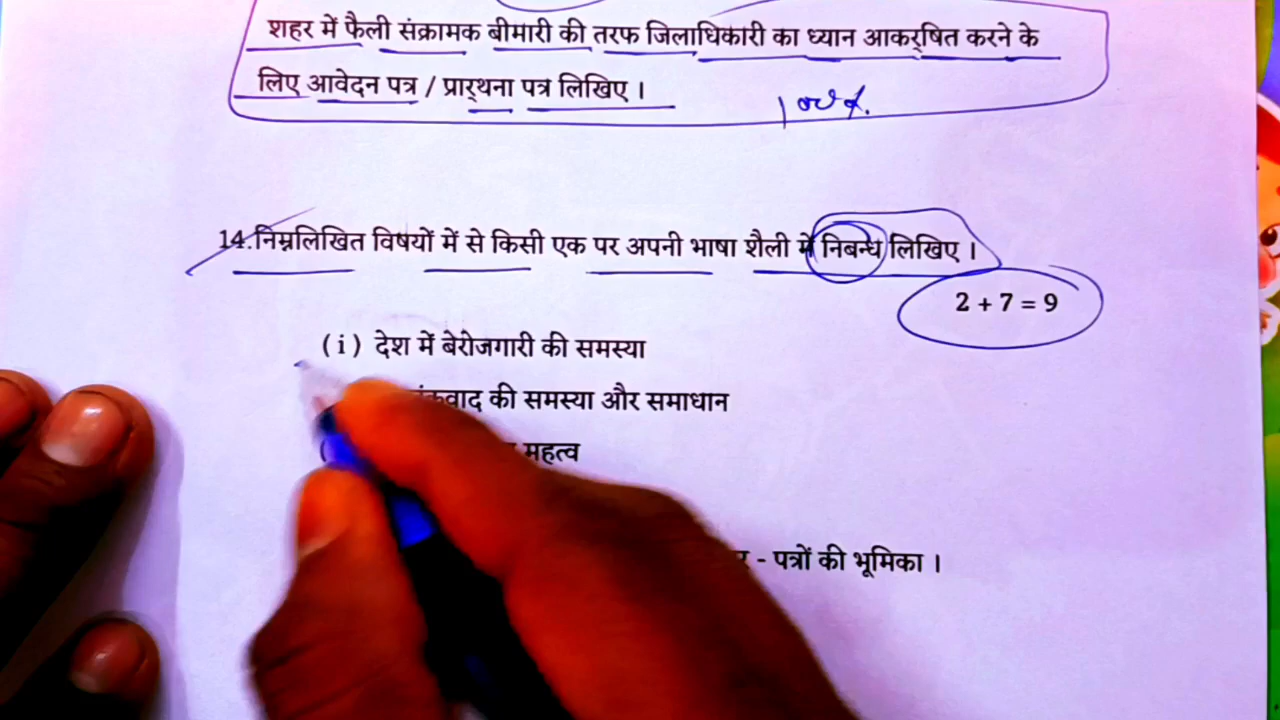 शहर में फैली संक्रामक बीमारी की तरफ जिलाधिकारी का ध्यान आकर्षित करने के
लिए आवेदन पत्र / प्रार्थना पत्र लिखिए ।
14.निम्नलिखित विषयों में से किसी एक पर अपनी भाषा शैली में निबन्ध लिखिए ।
2 + 7 = 9
(i) देश में बेरोजगारी की समस्या
की समस्या और समाधान
महत्व
- पत्रों की भूमिका ।